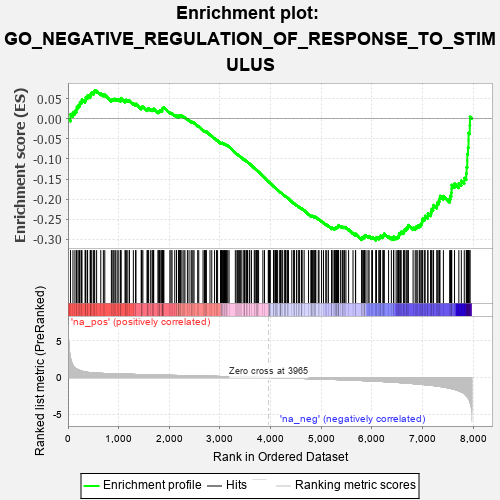 Enrichment plot:
GO_NEGATIVE_REGULATION_OF_RESPONSE_TO_STIM
ULUS
Enrichment score (ES)
0.05
0.00
-0.05
-0.10
-0.15
-0.20
-0.25
-0.30
'na_pos' (positively correlated)
Ranked list metric (PreRanked)
5
0
-5
Zero cross at 3965
'na_neg' (negatively correlated)
0
1,000
2,000
3,000
4,000
5,000
6,000
7,000
8,000
Rank in Ordered Dataset
Enrichment profile
Hits
Ranking metric scores